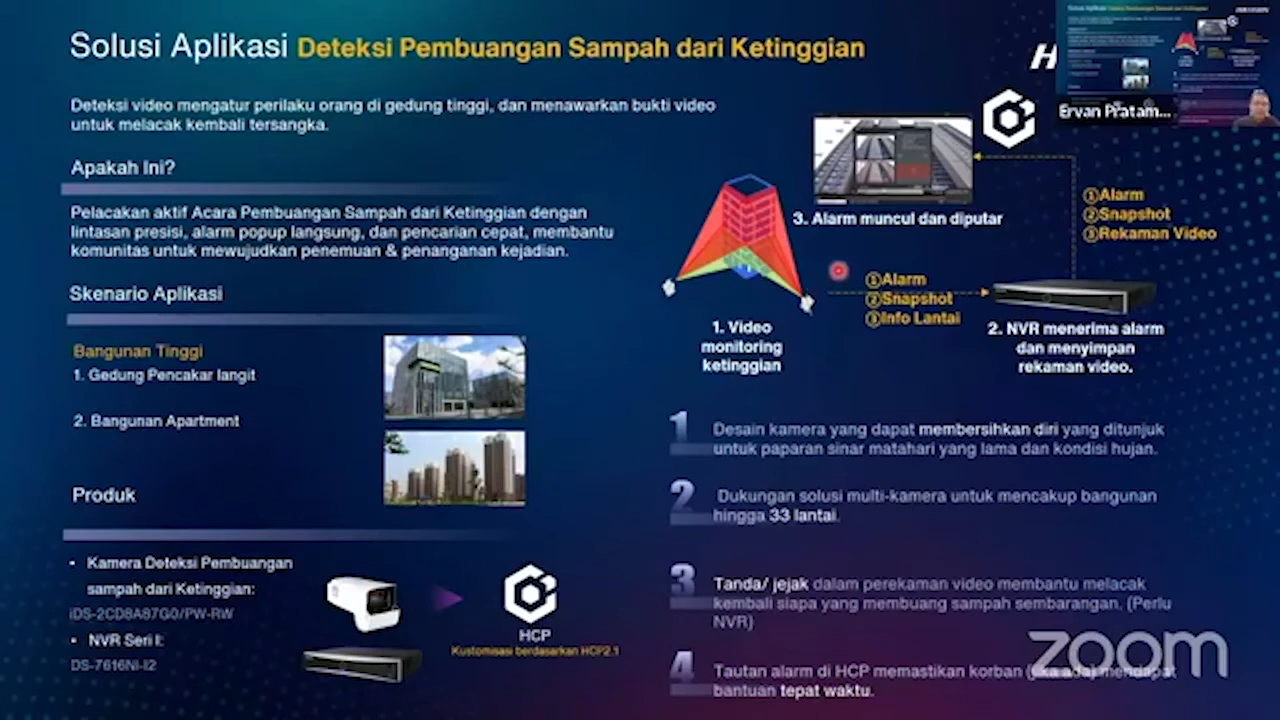 Solusi Aplikasi Deteksi Pembuangan Sampah dari Ketinggian
Deteksi video mengatur perilaku orang di gedung tinggi, dan menawarkan bukti video
untuk melacak kembali tersangka.
Apakah Ini?
Pelacakan aktif Acara Pembuangan Sampah dari Ketinggian dengan
lintasan presisi, alarm popup langsung, dan pencarian cepat, membantu
komunitas untuk mewujudkan penemuan & penanganan kejadian.
Skenario Aplikasi
Bangunan Tinggi
1. Gedung Pencakar langit
2. Bangunan Apartment
Produk
• Kamera Deteksi Pembuangan
sampah dari Ketinggian:
iDS-2CD8A87G0/PW-RW
• NVR Seri I:
DS-7616NI-I2
HCP
Kustomisasi berdasarkan HCP2.1
H
Ervan Pratam...
3. Alarm muncul dan diputar
①Alarm
②Snapshot
③Rekaman Video
①Alarm
②Snapshot
③Info Lantai
1. Video
monitoring
ketinggian
2. NVR menerima alarm
dan menyimpan
rekaman video.
1 Desain kamera yang dapat membersihkan diri yang ditunjuk
untuk paparan sinar matahari yang lama dan kondisi hujan.
2 Dukungan solusi multi-kamera untuk mencakup bangunan
hingga 33 lantai.
3 Tanda/ jejak dalam perekaman video membantu melacak
kembali siapa yang membuang sampah sembarangan. (Perlu
NVR)
4 Tautan alarm di HCP memastikan korban (jika ada) mendapat
bantuan tepat waktu.
zoom